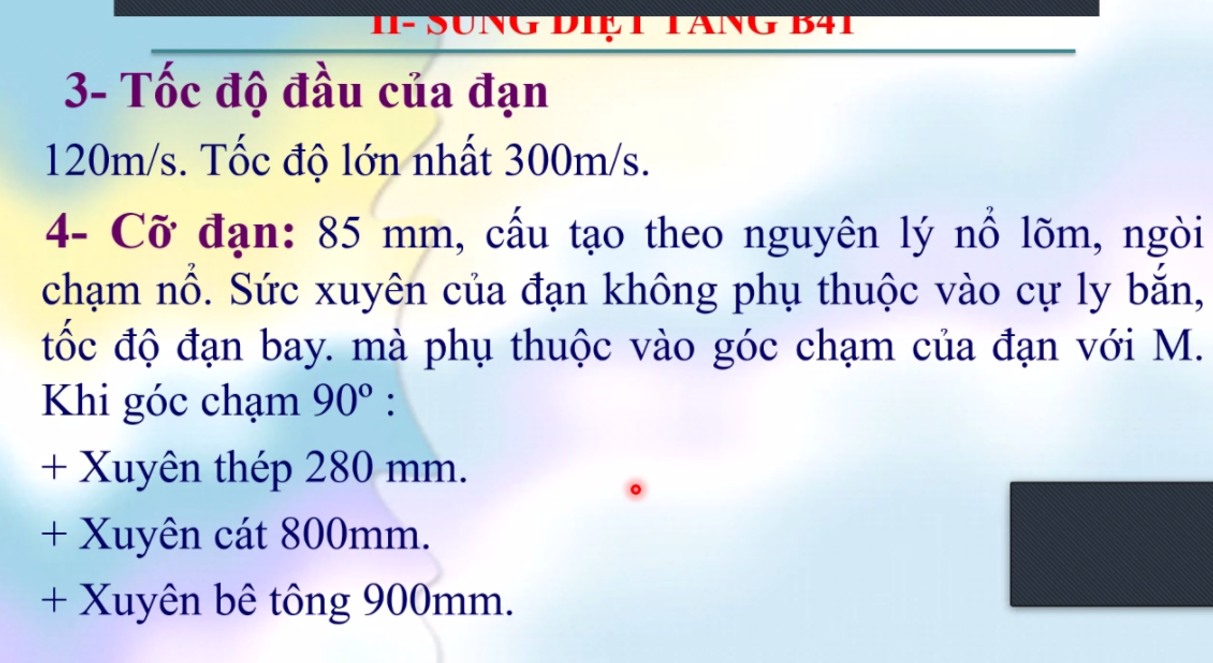 II- SÚNG DIỆT TĂNG B41
3- Tốc độ đầu của đạn
120m/s. Tốc độ lớn nhất 300m/s.
4- Cỡ đạn: 85 mm, cấu tạo theo nguyên lý nổ lõm, ngòi
chạm nổ. Sức xuyên của đạn không phụ thuộc vào cự ly bắn,
tốc độ đạn bay. mà phụ thuộc vào góc chạm của đạn với M.
Khi góc chạm 90º :
+ Xuyên thép 280 mm.
+ Xuyên cát 800mm.
+ Xuyên bê tông 900mm.